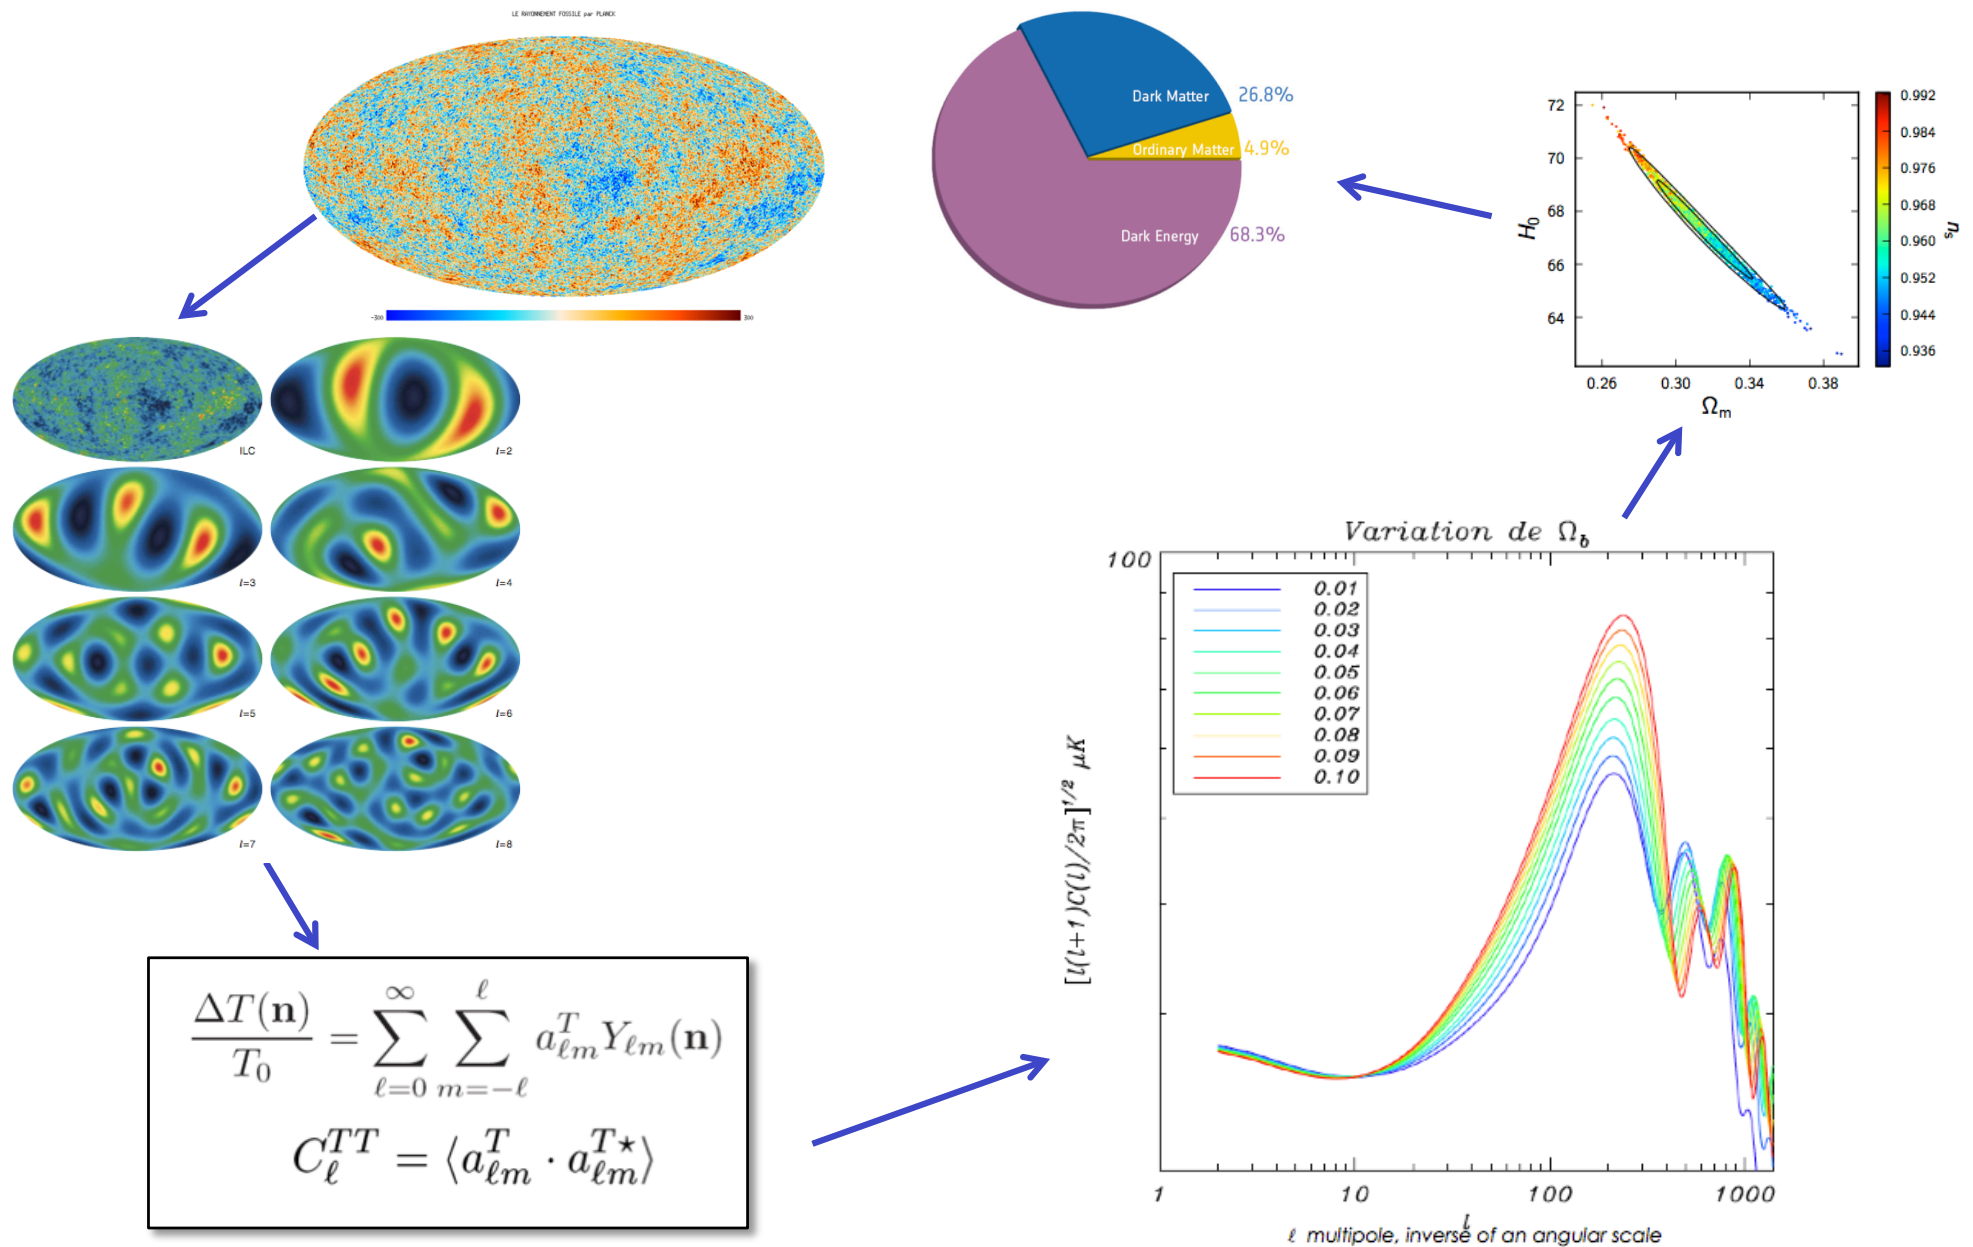 LE RAYONNEMENT FOSSILE par PLANCK
-300
300
Dark Matter 26.8%
Ordinary Matter 4.9%
Dark Energy 68.3%
72
70
68
66
64
H₀
0.26 0.30 0.34 0.38
Ωₘ
0.992
0.984
0.976
0.968
0.960
0.952
0.944
0.936
nₛ
ILC
l=2
l=3
l=4
l=5
l=6
l=7
l=8
ΔT(n)/T₀ = ∑_{ℓ=0}^{∞} ∑_{m=−ℓ}^{ℓ} a^T_{ℓm} Y_{ℓm}(n)
C_ℓ^{TT} = ⟨a^T_{ℓm} · a^{T⋆}_{ℓm}⟩
Variation de Ω_b
100
0.01
0.02
0.03
0.04
0.05
0.06
0.07
0.08
0.09
0.10
[l(l+1)C(l)/2π]^{1/2} μK
1 10 100 1000
l
ℓ multipole, inverse of an angular scale